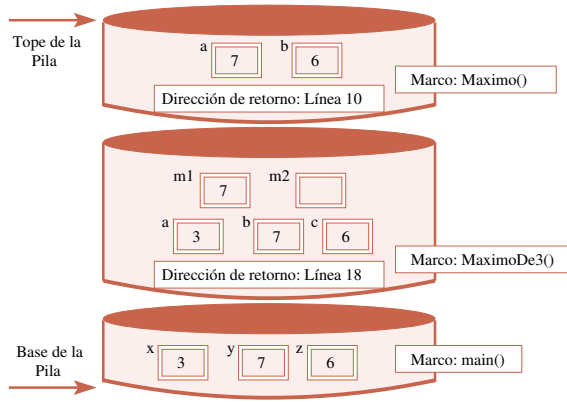 Tope de la
Pila
a b
7 6
Dirección de retorno: Línea 10
Marco: Maximo()
m1 m2
7
a b c
3 7 6
Dirección de retorno: Línea 18
Marco: MaximoDe3()
Base de la
Pila
x y z
3 7 6
Marco: main()